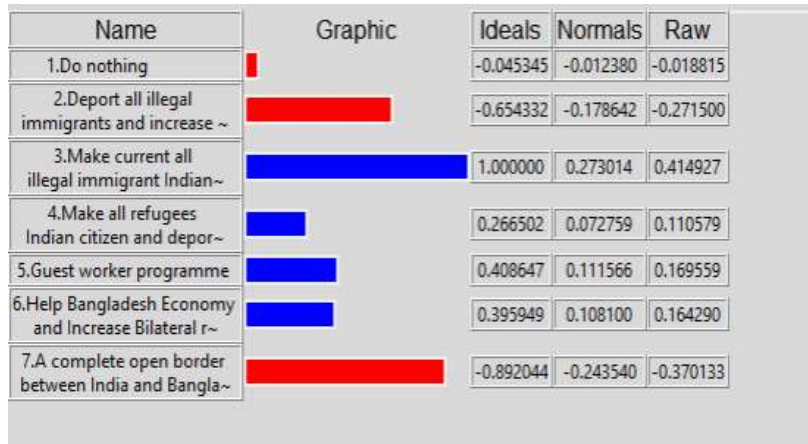 Name Graphic Ideals Normals Raw
1.Do nothing -0.045345 -0.012380 -0.018815
2.Deport all illegal
immigrants and increase ~ -0.654332 -0.178642 -0.271500
3.Make current all
illegal immigrant Indian~ 1.000000 0.273014 0.414927
4.Make all refugees
Indian citizen and depor~ 0.266502 0.072759 0.110579
5.Guest worker programme 0.408647 0.111566 0.169559
6.Help Bangladesh Economy
and Increase Bilateral r~ 0.395949 0.108100 0.164290
7.A complete open border
between India and Bangla~ -0.892044 -0.243540 -0.370133